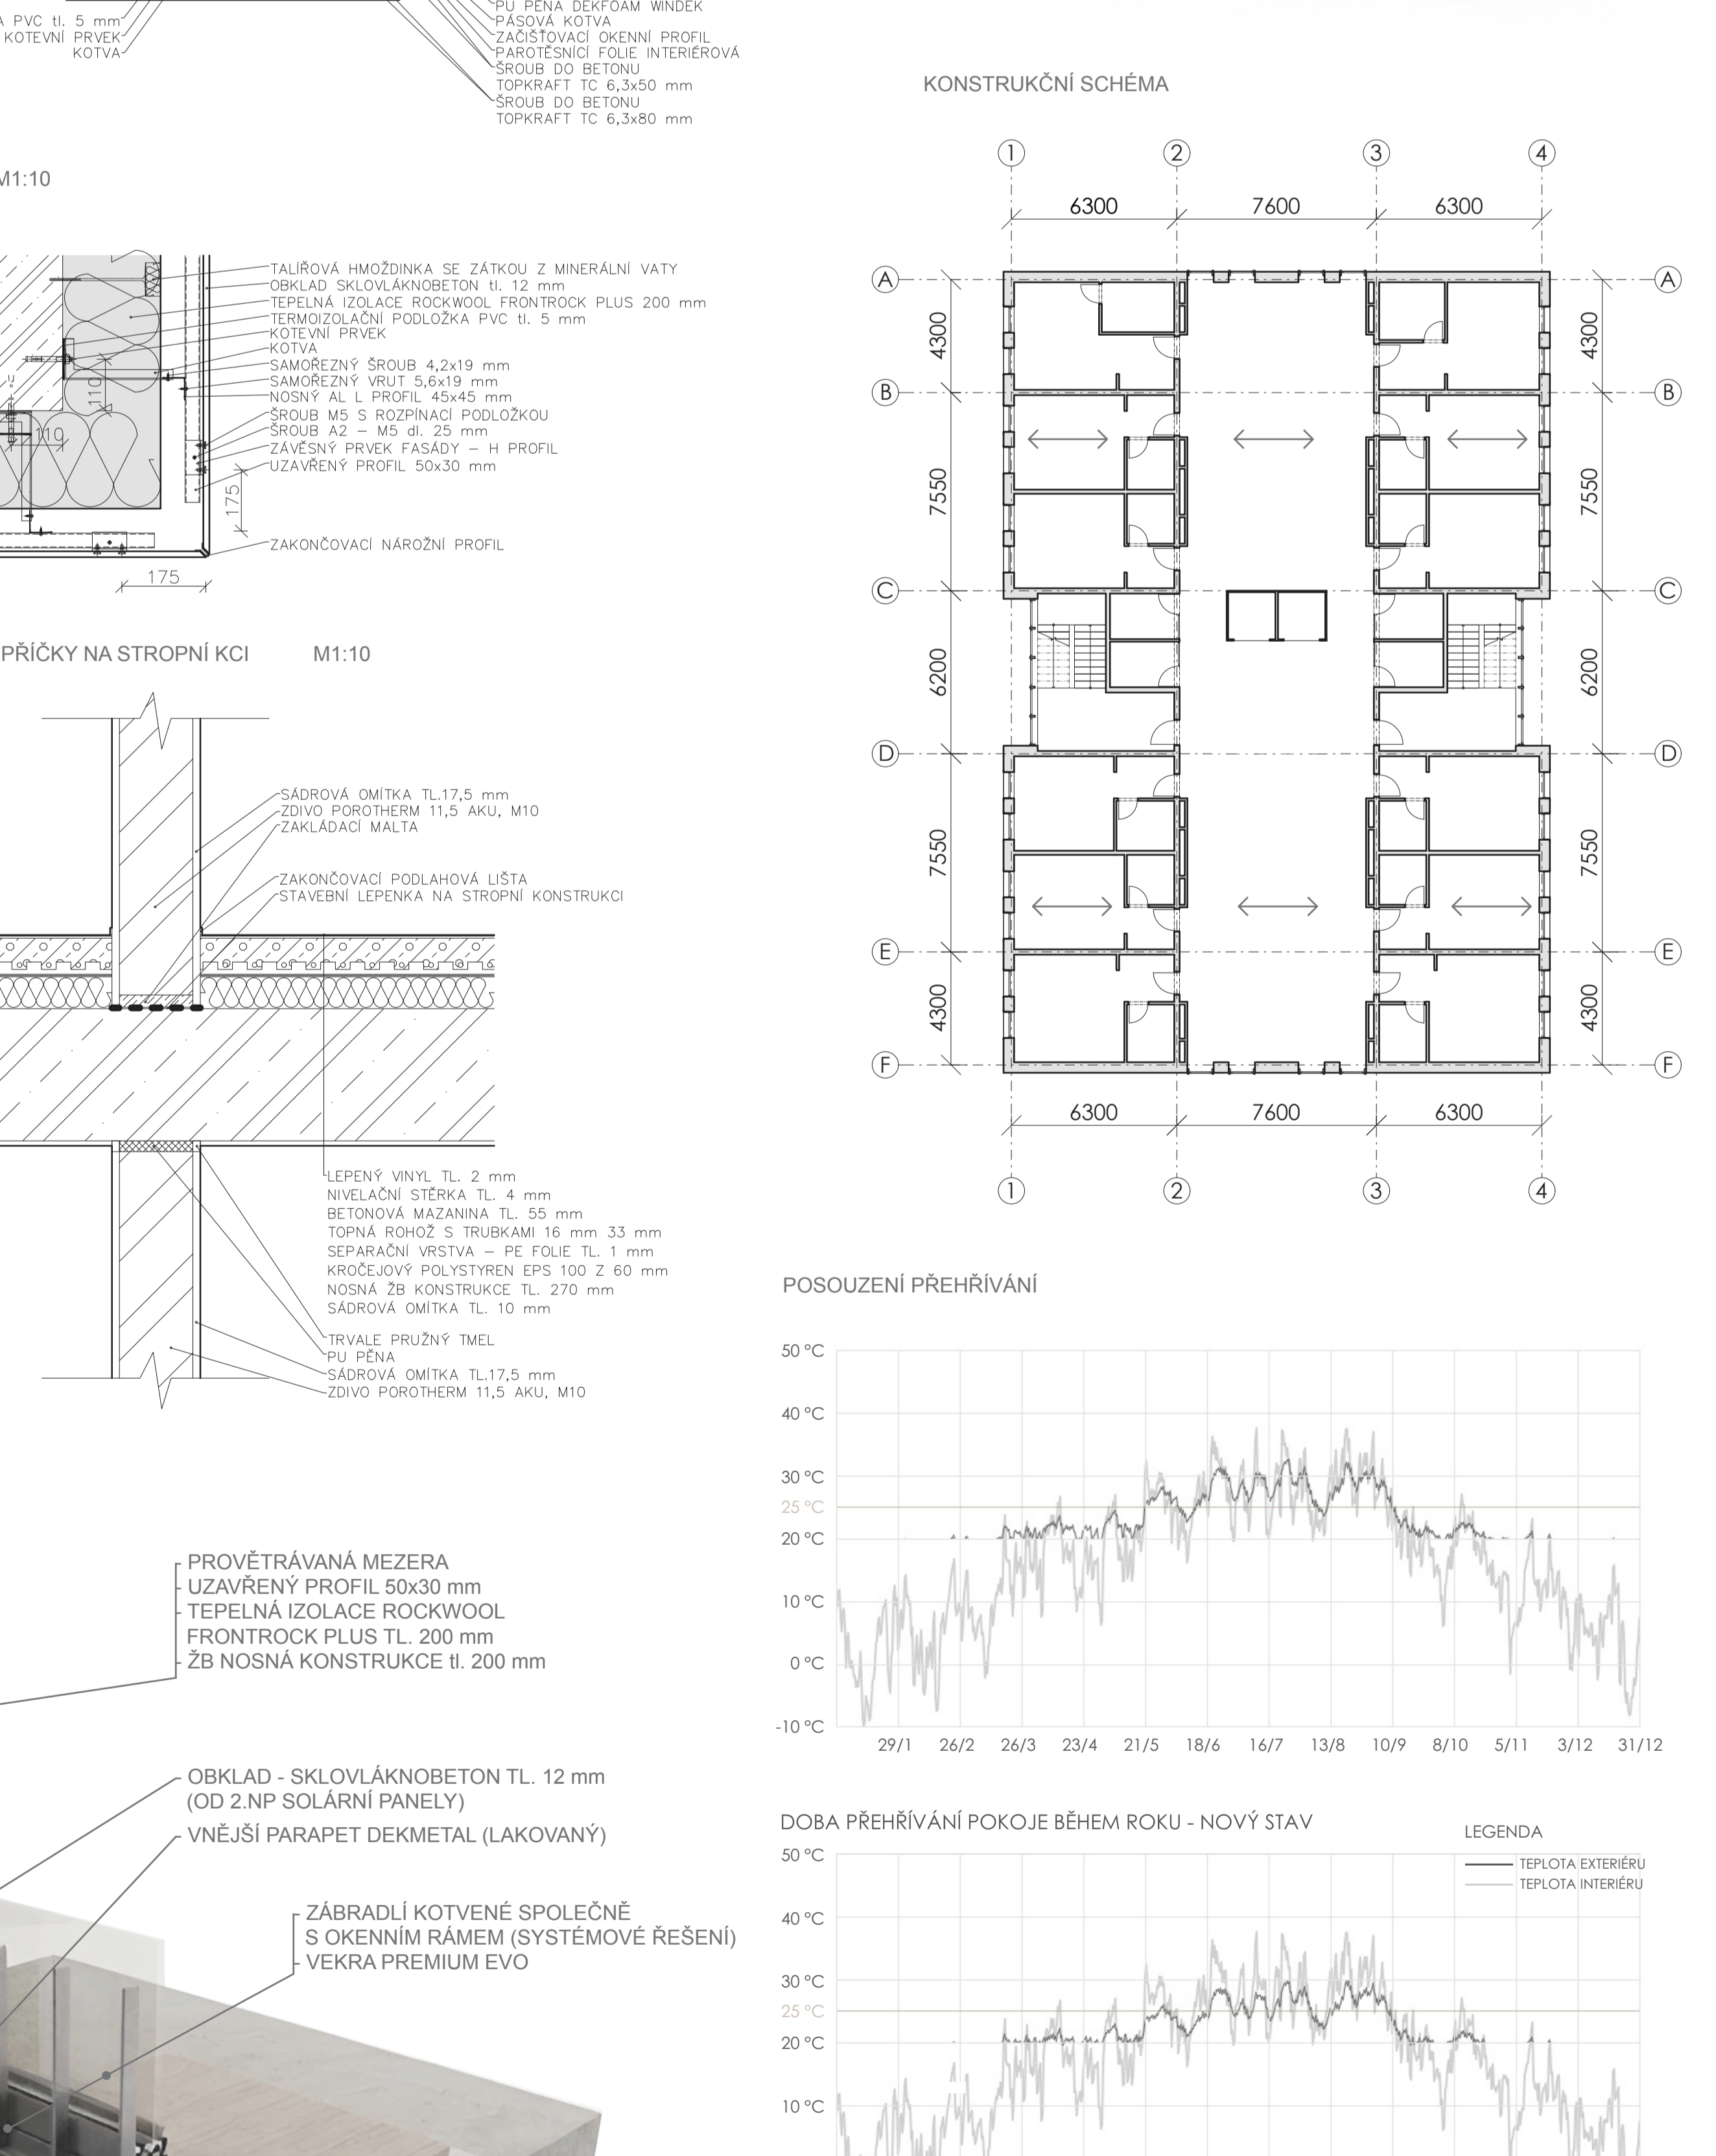 PU PĚNA DEKFOAM WINDEK
PÁSOVÁ KOTVA
ZAČIŠŤOVACÍ OKENNÍ PROFIL
PAROTĚSNÍCÍ FOLIE INTERIÉROVÁ
ŠROUB DO BETONU
TOPKRAFT TC 6,3x50 mm
ŠROUB DO BETONU
TOPKRAFT TC 6,3x80 mm
A PVC tl. 5 mm
KOTEVNÍ PRVEK
KOTVA
M1:10
TALÍŘOVÁ HMOŽDINKA SE ZÁTKOU Z MINERÁLNÍ VATY
OBKLAD SKLOVLÁKNOBETON tl. 12 mm
TEPELNÁ IZOLACE ROCKWOOL FRONTROCK PLUS 200 mm
TERMOIZOLAČNÍ PODLOŽKA PVC tl. 5 mm
KOTEVNÍ PRVEK
KOTVA
SAMOŘEZNÝ ŠROUB 4,2x19 mm
SAMOŘEZNÝ VRUT 5,6x19 mm
NOSNÝ AL L PROFIL 45x45 mm
ŠROUB M5 S ROZPÍNACÍ PODLOŽKOU
ŠROUB A2 – M5 dl. 25 mm
ZÁVĚSNÝ PRVEK FASÁDY – H PROFIL
UZAVŘENÝ PROFIL 50x30 mm
110
110
175
ZAKONČOVACÍ NÁROŽNÍ PROFIL
175
PŘÍČKY NA STROPNÍ KCI M1:10
SÁDROVÁ OMÍTKA TL.17,5 mm
ZDIVO POROTHERM 11,5 AKU, M10
ZAKLÁDACÍ MALTA
ZAKONČOVACÍ PODLAHOVÁ LIŠTA
STAVEBNÍ LEPENKA NA STROPNÍ KONSTRUKCI
LEPENÝ VINYL TL. 2 mm
NIVELAČNÍ STĚRKA TL. 4 mm
BETONOVÁ MAZANINA TL. 55 mm
TOPNÁ ROHOŽ S TRUBKAMI 16 mm 33 mm
SEPARAČNÍ VRSTVA – PE FOLIE TL. 1 mm
KROČEJOVÝ POLYSTYREN EPS 100 Z 60 mm
NOSNÁ ŽB KONSTRUKCE TL. 270 mm
SÁDROVÁ OMÍTKA TL. 10 mm
TRVALE PRUŽNÝ TMEL
PU PĚNA
SÁDROVÁ OMÍTKA TL.17,5 mm
ZDIVO POROTHERM 11,5 AKU, M10
PROVĚTRÁVANÁ MEZERA
UZAVŘENÝ PROFIL 50x30 mm
TEPELNÁ IZOLACE ROCKWOOL
FRONTROCK PLUS TL. 200 mm
ŽB NOSNÁ KONSTRUKCE tl. 200 mm
OBKLAD - SKLOVLÁKNOBETON TL. 12 mm
(OD 2.NP SOLÁRNÍ PANELY)
VNĚJŠÍ PARAPET DEKMETAL (LAKOVANÝ)
ZÁBRADLÍ KOTVENÉ SPOLEČNĚ
S OKENNÍM RÁMEM (SYSTÉMOVÉ ŘEŠENÍ)
VEKRA PREMIUM EVO
KONSTRUKČNÍ SCHÉMA
1 2 3 4
6300 7600 6300
A A
4300 4300
B B
7550 7550
C C
6200 6200
D D
7550 7550
E E
4300 4300
F F
6300 7600 6300
1 2 3 4
POSOUZENÍ PŘEHŘÍVÁNÍ
50 °C
40 °C
30 °C
25 °C
20 °C
10 °C
0 °C
-10 °C
29/1 26/2 26/3 23/4 21/5 18/6 16/7 13/8 10/9 8/10 5/11 3/12 31/12
DOBA PŘEHŘÍVÁNÍ POKOJE BĚHEM ROKU - NOVÝ STAV
LEGENDA
TEPLOTA EXTERIÉRU
TEPLOTA INTERIÉRU
50 °C
40 °C
30 °C
25 °C
20 °C
10 °C